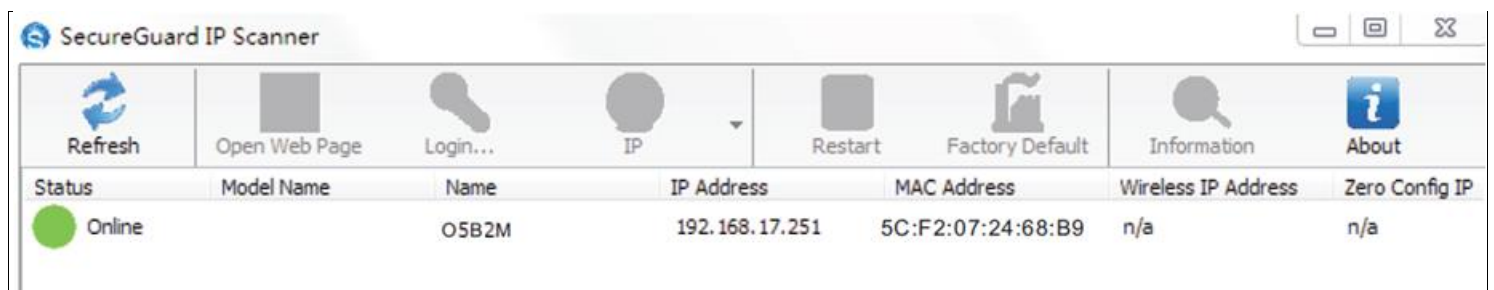 SecureGuard IP Scanner
Refresh Open Web Page Login... IP Restart Factory Default Information About
Status Model Name Name IP Address MAC Address Wireless IP Address Zero Config IP
Online O5B2M 192.168.17.251 5C:F2:07:24:68:B9 n/a n/a